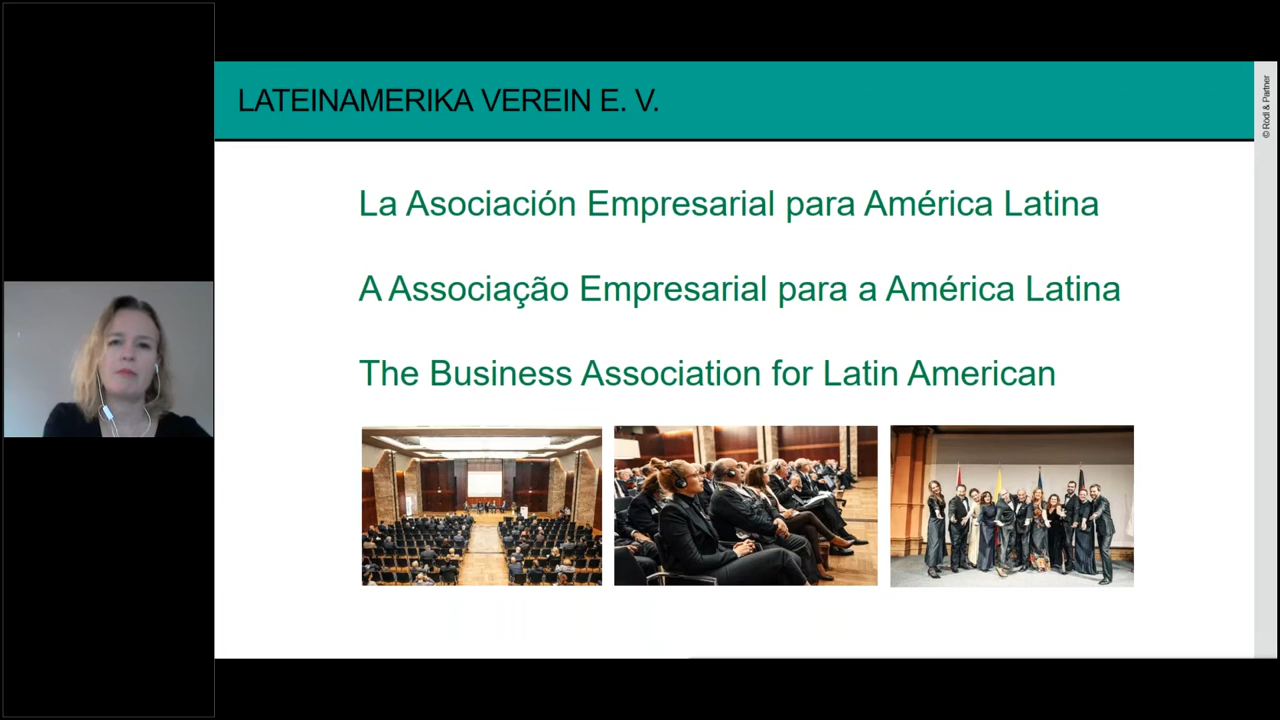 LATEINAMERIKA VEREIN E. V.
© Rödl & Partner
La Asociación Empresarial para América Latina
A Associação Empresarial para a América Latina
The Business Association for Latin American